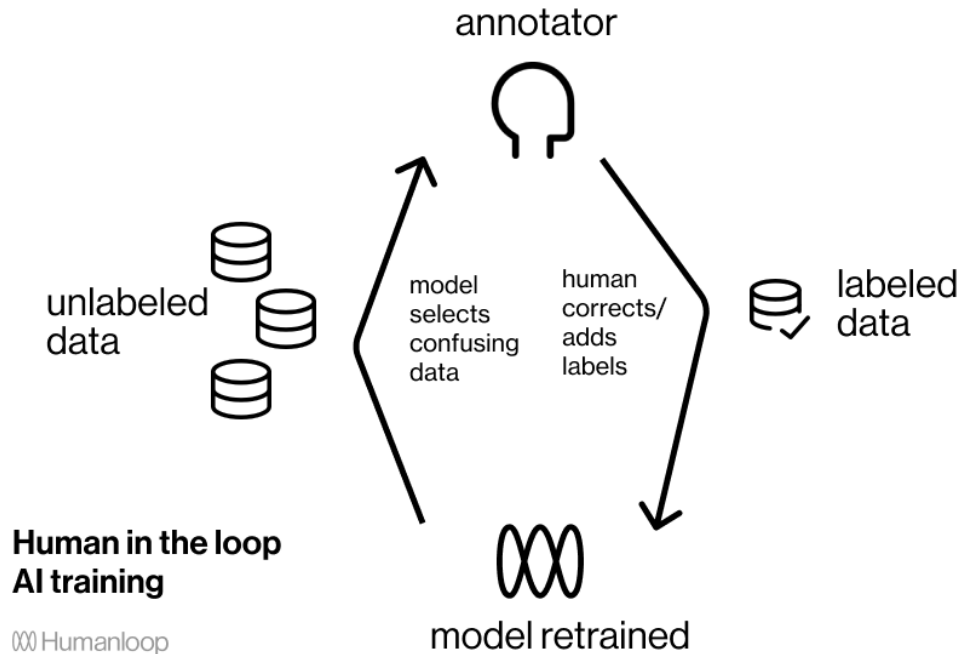 annotator
unlabeled
data
model
selects
confusing
data
human
corrects/
adds
labels
labeled
data
Human in the loop
AI training
Humanloop
model retrained